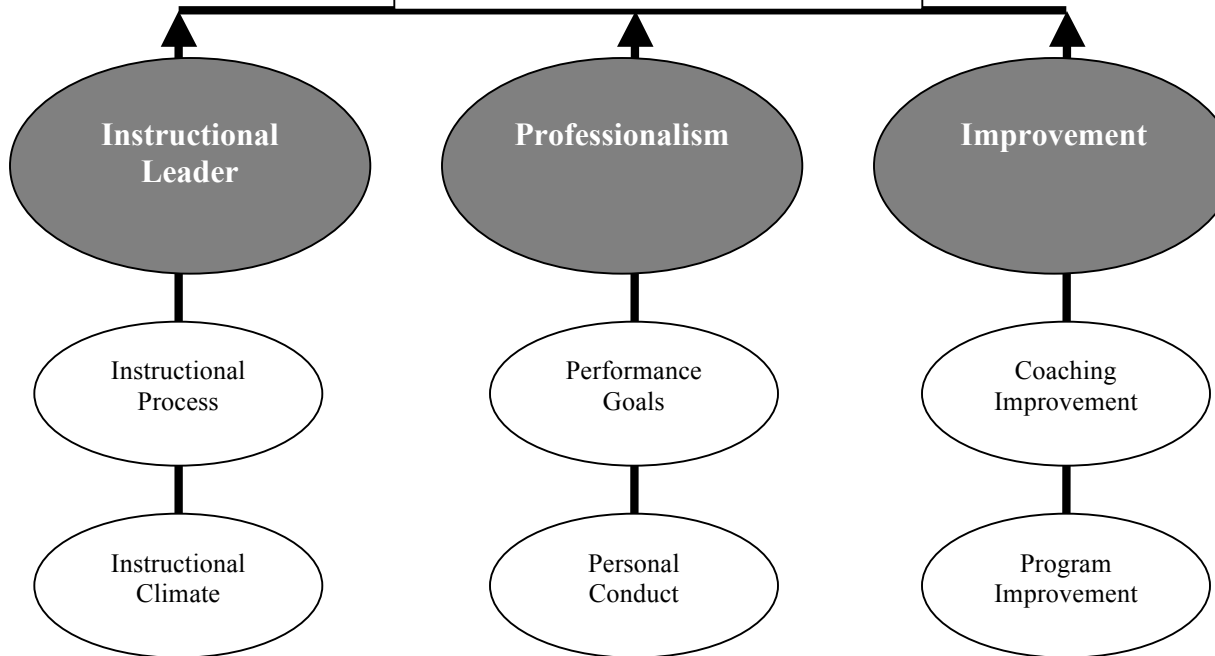 Instructional
Leader
Professionalism
Improvement
Instructional
Process
Performance
Goals
Coaching
Improvement
Instructional
Climate
Personal
Conduct
Program
Improvement